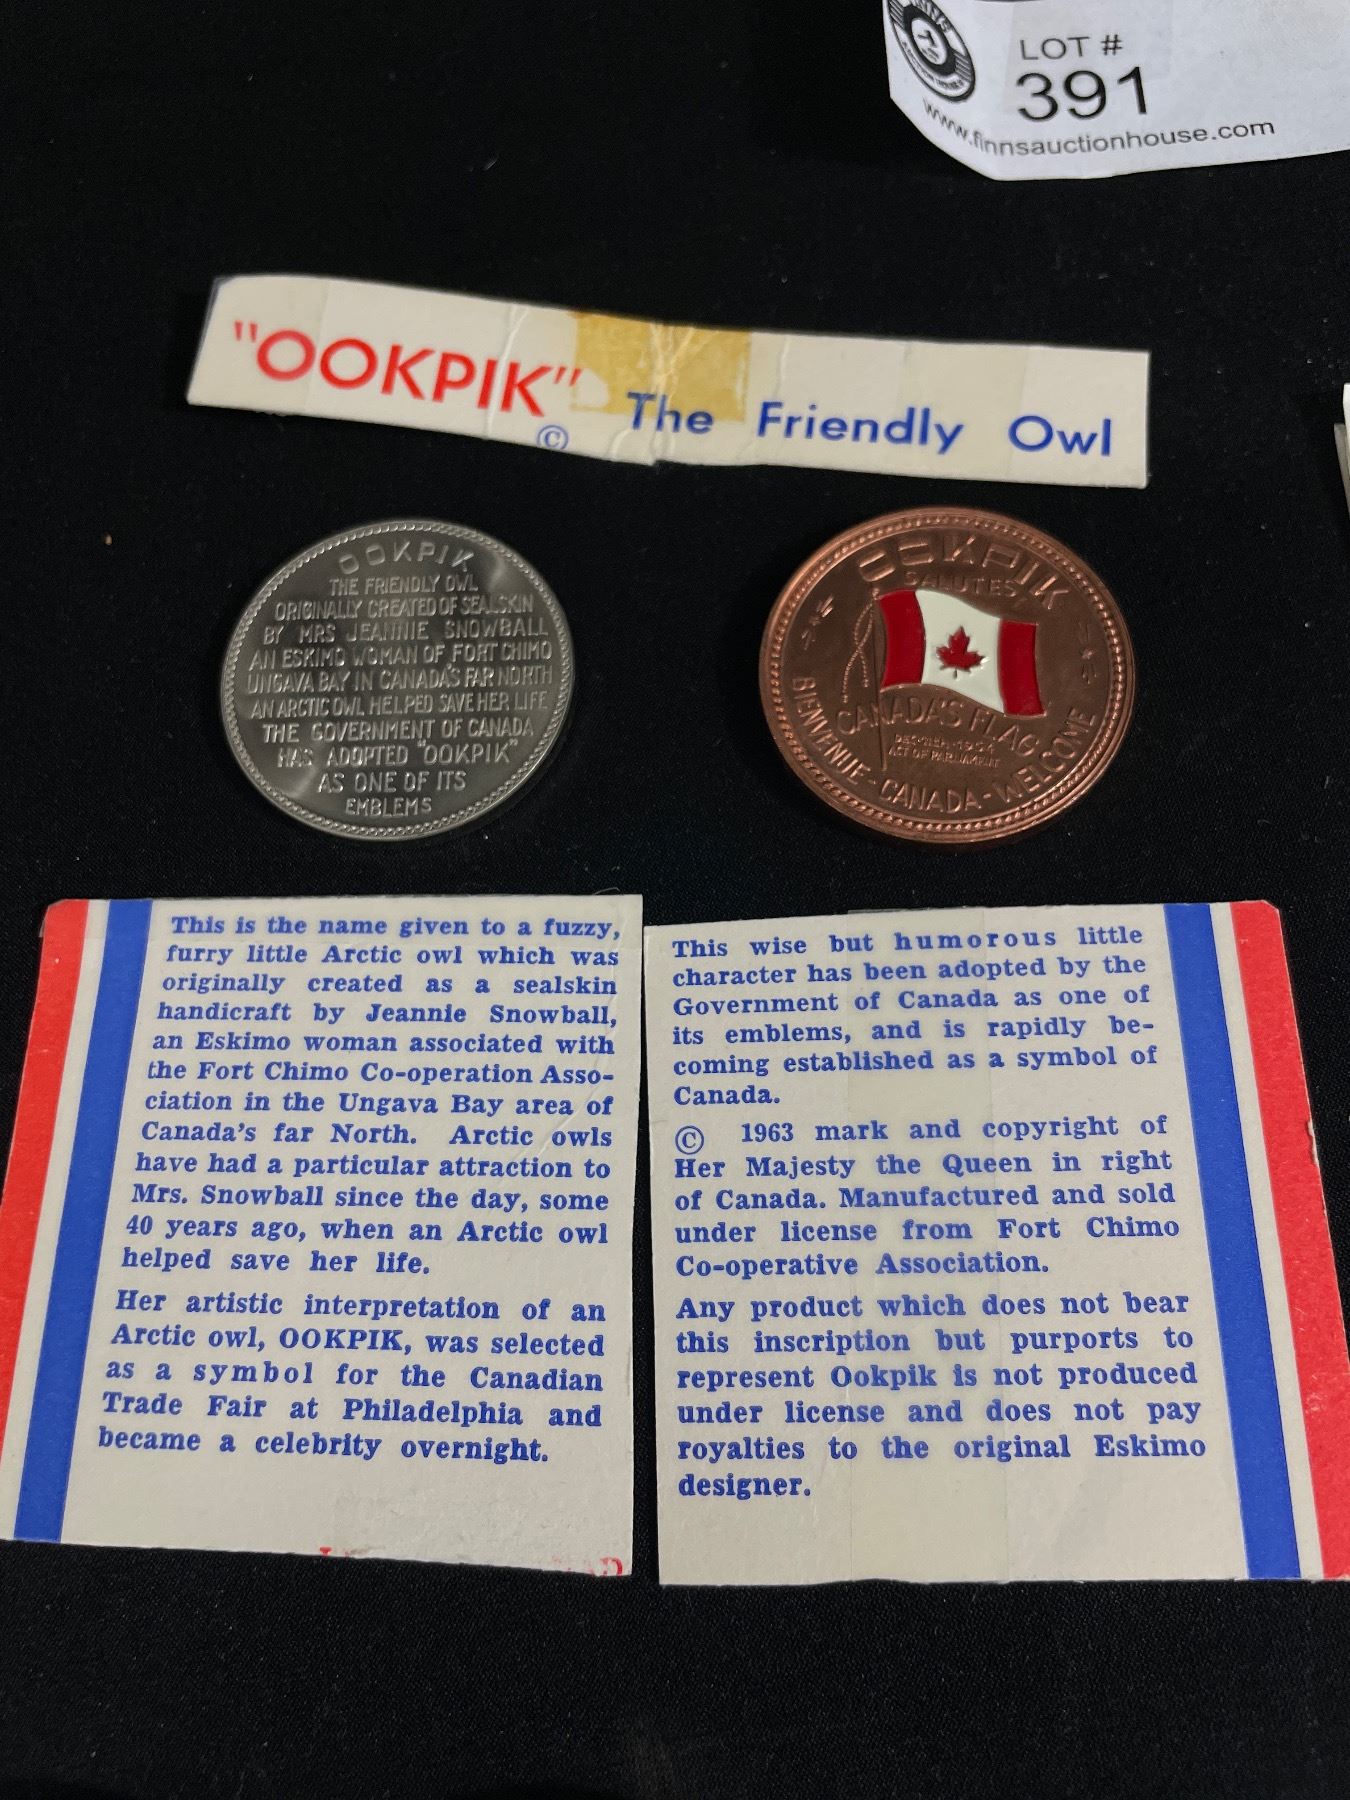 LOT #
391
www.finnsauctionhouse.com
"OOKPIK" The Friendly Owl
©
OOKPIK
THE FRIENDLY OWL
ORIGINALLY CREATED OF SEALSKIN
BY MRS JEANNIE SNOWBALL
AN ESKIMO WOMAN OF FORT CHIMO
UNGAVA BAY IN CANADA'S FAR NORTH
AN ARCTIC OWL HELPED SAVE HER LIFE
THE GOVERNMENT OF CANADA
HAS ADOPTED "OOKPIK"
AS ONE OF ITS
EMBLEMS
OOKPIK
SALUTES
CANADA'S FLAG
1964
ACT OF PARLIAMENT
BIENVENUE - CANADA - WELCOME
This is the name given to a fuzzy,
furry little Arctic owl which was
originally created as a sealskin
handicraft by Jeannie Snowball,
an Eskimo woman associated with
the Fort Chimo Co-operation Asso-
ciation in the Ungava Bay area of
Canada's far North. Arctic owls
have had a particular attraction to
Mrs. Snowball since the day, some
40 years ago, when an Arctic owl
helped save her life.
Her artistic interpretation of an
Arctic owl, OOKPIK, was selected
as a symbol for the Canadian
Trade Fair at Philadelphia and
became a celebrity overnight.
This wise but humorous little
character has been adopted by the
Government of Canada as one of
its emblems, and is rapidly be-
coming established as a symbol of
Canada.
© 1963 mark and copyright of
Her Majesty the Queen in right
of Canada. Manufactured and sold
under license from Fort Chimo
Co-operative Association.
Any product which does not bear
this inscription but purports to
represent Ookpik is not produced
under license and does not pay
royalties to the original Eskimo
designer.